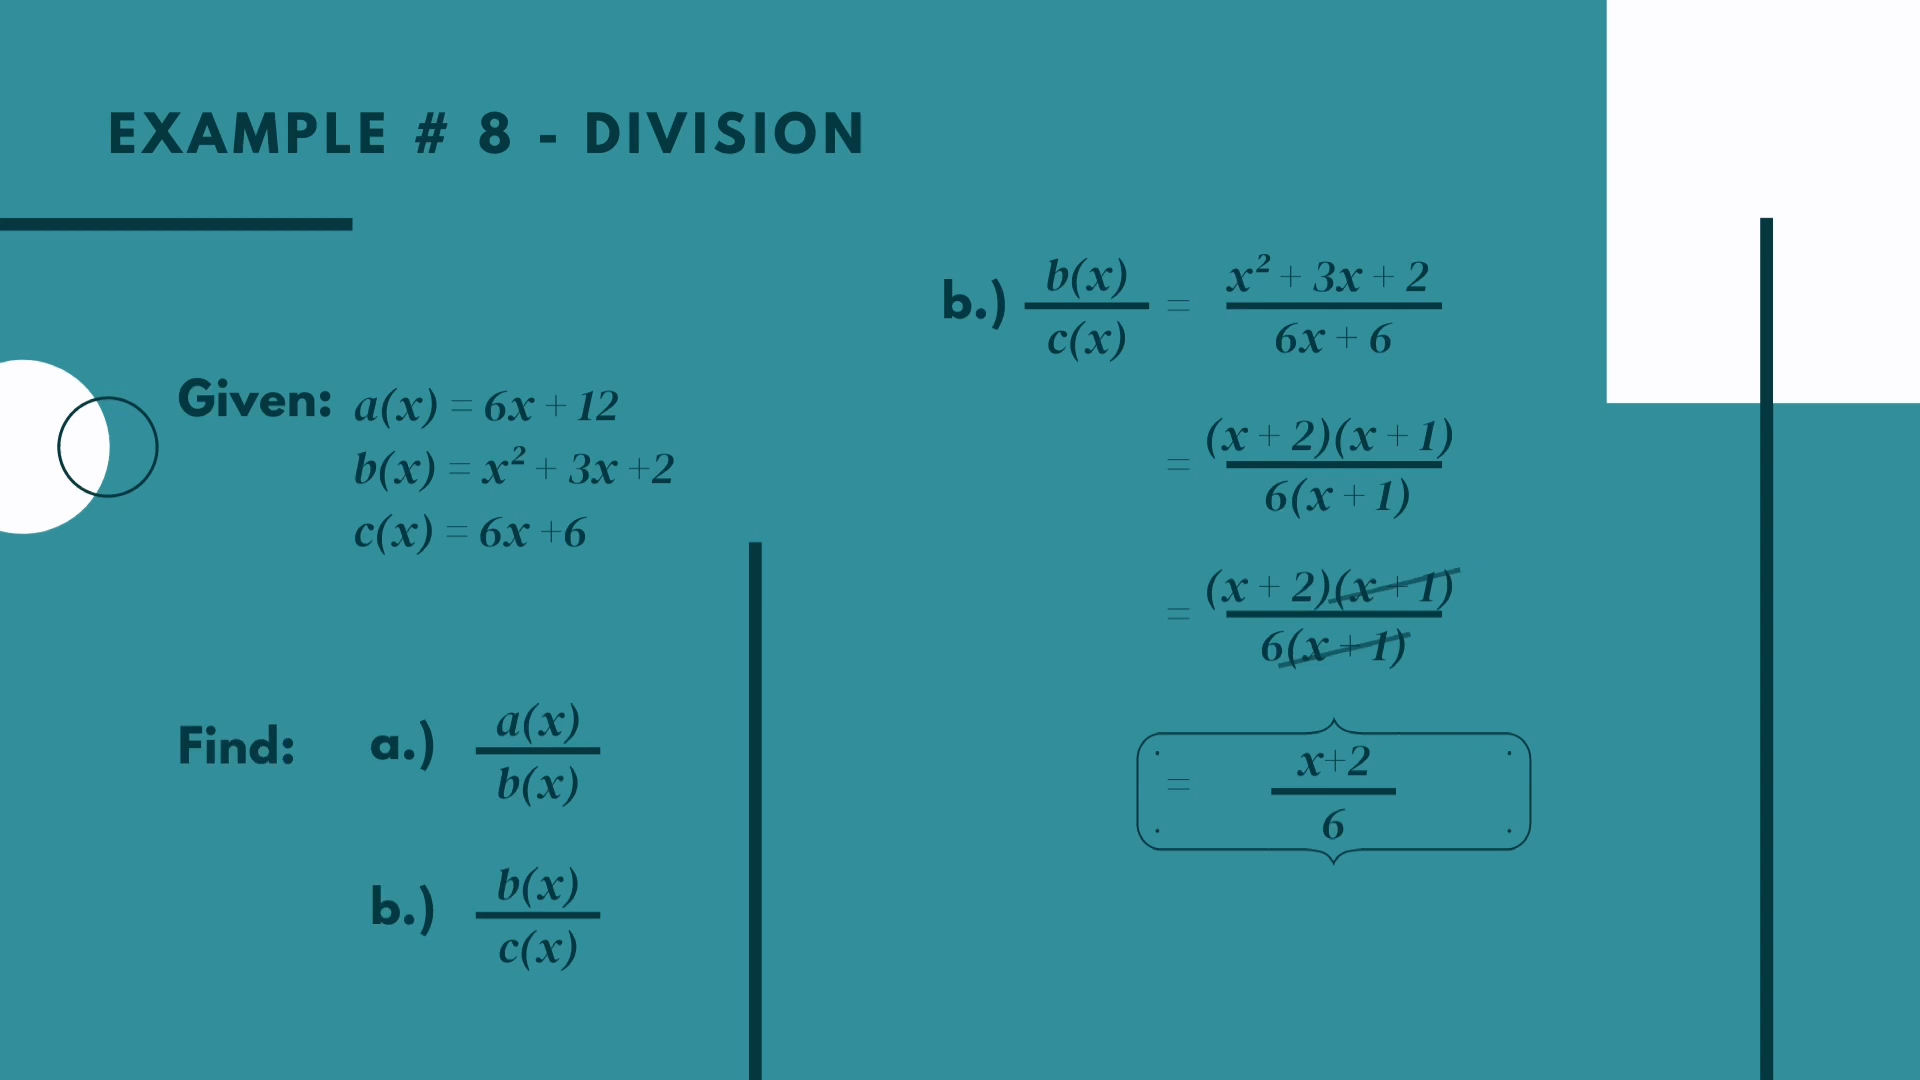 EXAMPLE # 8 - DIVISION
Given: a(x) = 6x + 12
b(x) = x² + 3x +2
c(x) = 6x +6
Find: a.) a(x)
b(x)
b.) b(x)
c(x)
b.) b(x) = x² + 3x + 2
c(x) 6x + 6
= (x + 2)(x + 1)
6(x + 1)
= (x + 2)(x + 1)
6(x + 1)
= x+2
6